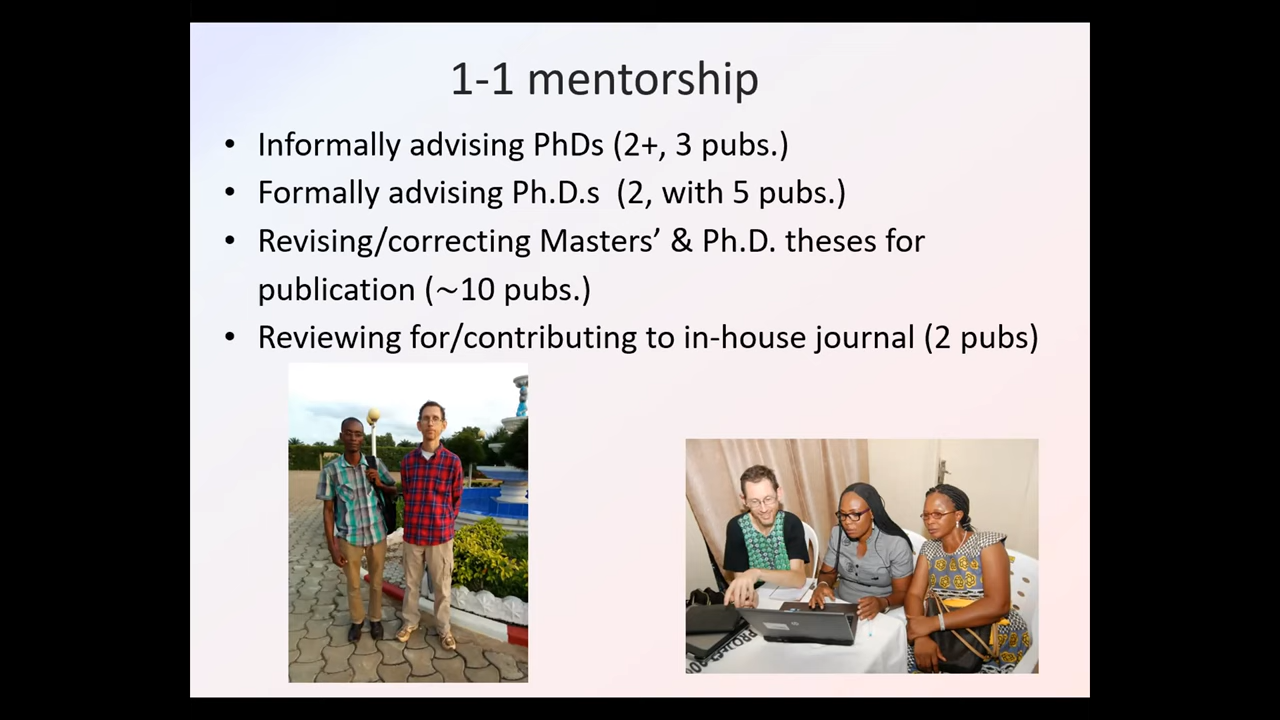 1-1 mentorship
• Informally advising PhDs (2+, 3 pubs.)
• Formally advising Ph.D.s (2, with 5 pubs.)
• Revising/correcting Masters’ & Ph.D. theses for
publication (~10 pubs.)
• Reviewing for/contributing to in-house journal (2 pubs)